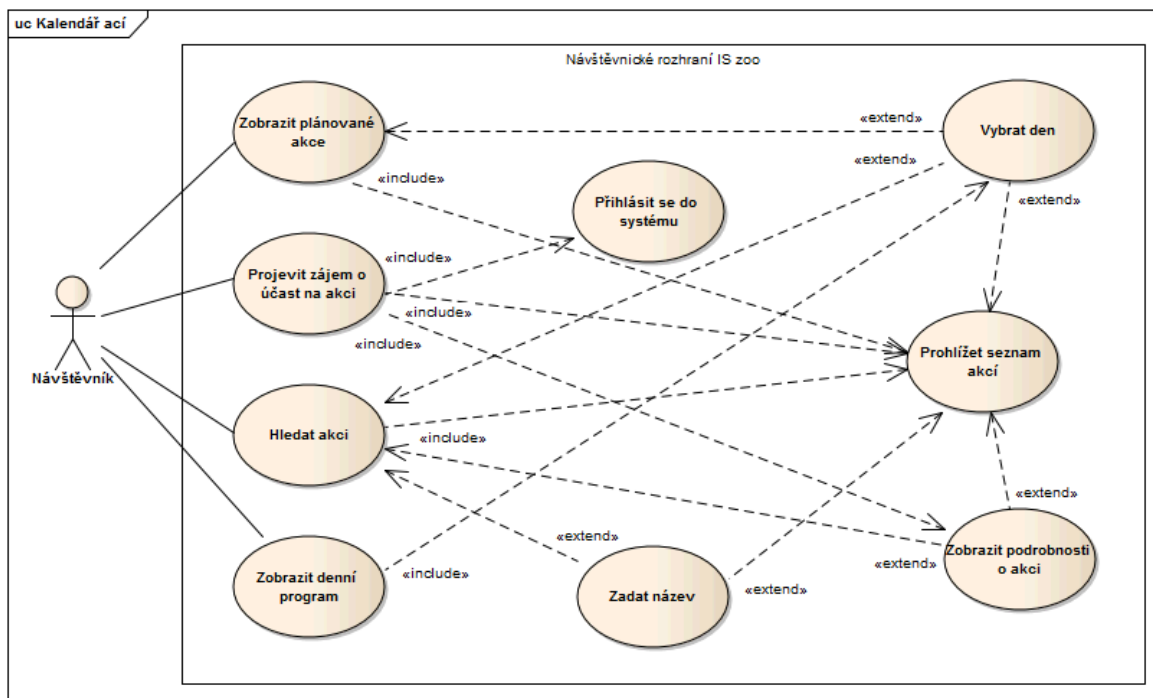 uc Kalendář ací
Návštěvnické rozhraní IS zoo
Zobrazit plánované
akce
«extend»
Vybrat den
«extend»
«include»
Přihlásit se do
systému
«extend»
Projevit zájem o
účast na akci
«include»
«include»
«include»
Návštěvník
Prohlížet seznam
akcí
Hledat akci
«include»
«extend»
«extend»
Zobrazit podrobnosti
o akci
«extend»
Zobrazit denní
program
«include»
Zadat název
«extend»